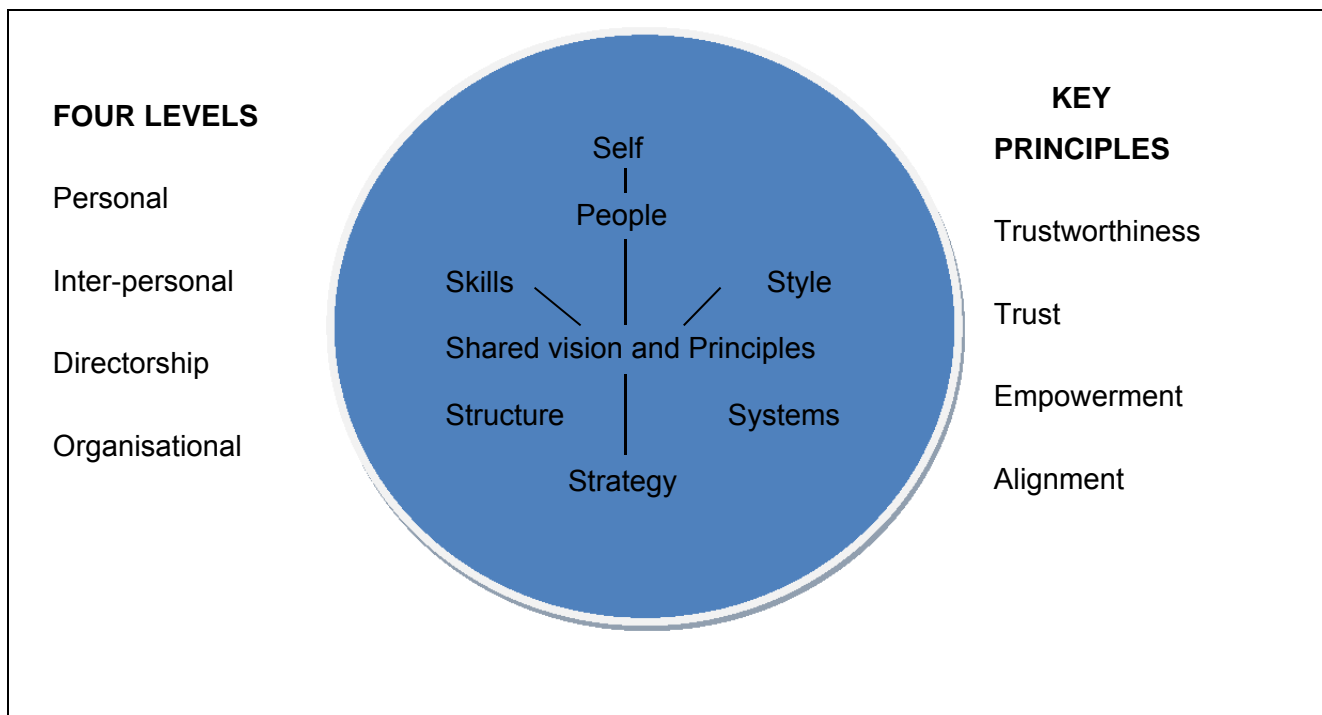 FOUR LEVELS
Personal
Inter-personal
Directorship
Organisational
Self
People
Skills
Style
Shared vision and Principles
Structure
Systems
Strategy
KEY
PRINCIPLES
Trustworthiness
Trust
Empowerment
Alignment